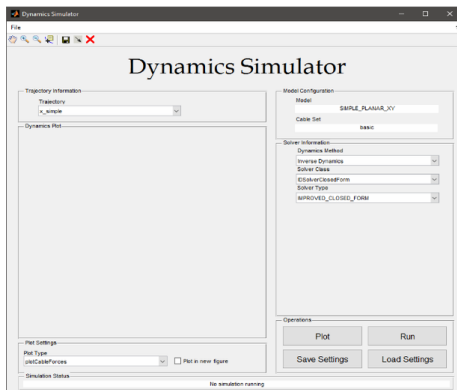 Dynamics Simulator
File
Dynamics Simulator
Trajectory Information
Trajectory
x_simple
Dynamics Plot
Model Configuration
Model
SIMPLE_PLANAR_XY
Cable Set
basic
Solver Information
Dynamics Method
Inverse Dynamics
Solver Class
IDSolverClosedForm
Solver Type
IMPROVED_CLOSED_FORM
Plot Settings
Plot Type
plotCableForces
Plot in new figure
Operations
Plot
Run
Save Settings
Load Settings
Simulation Status
No simulation running